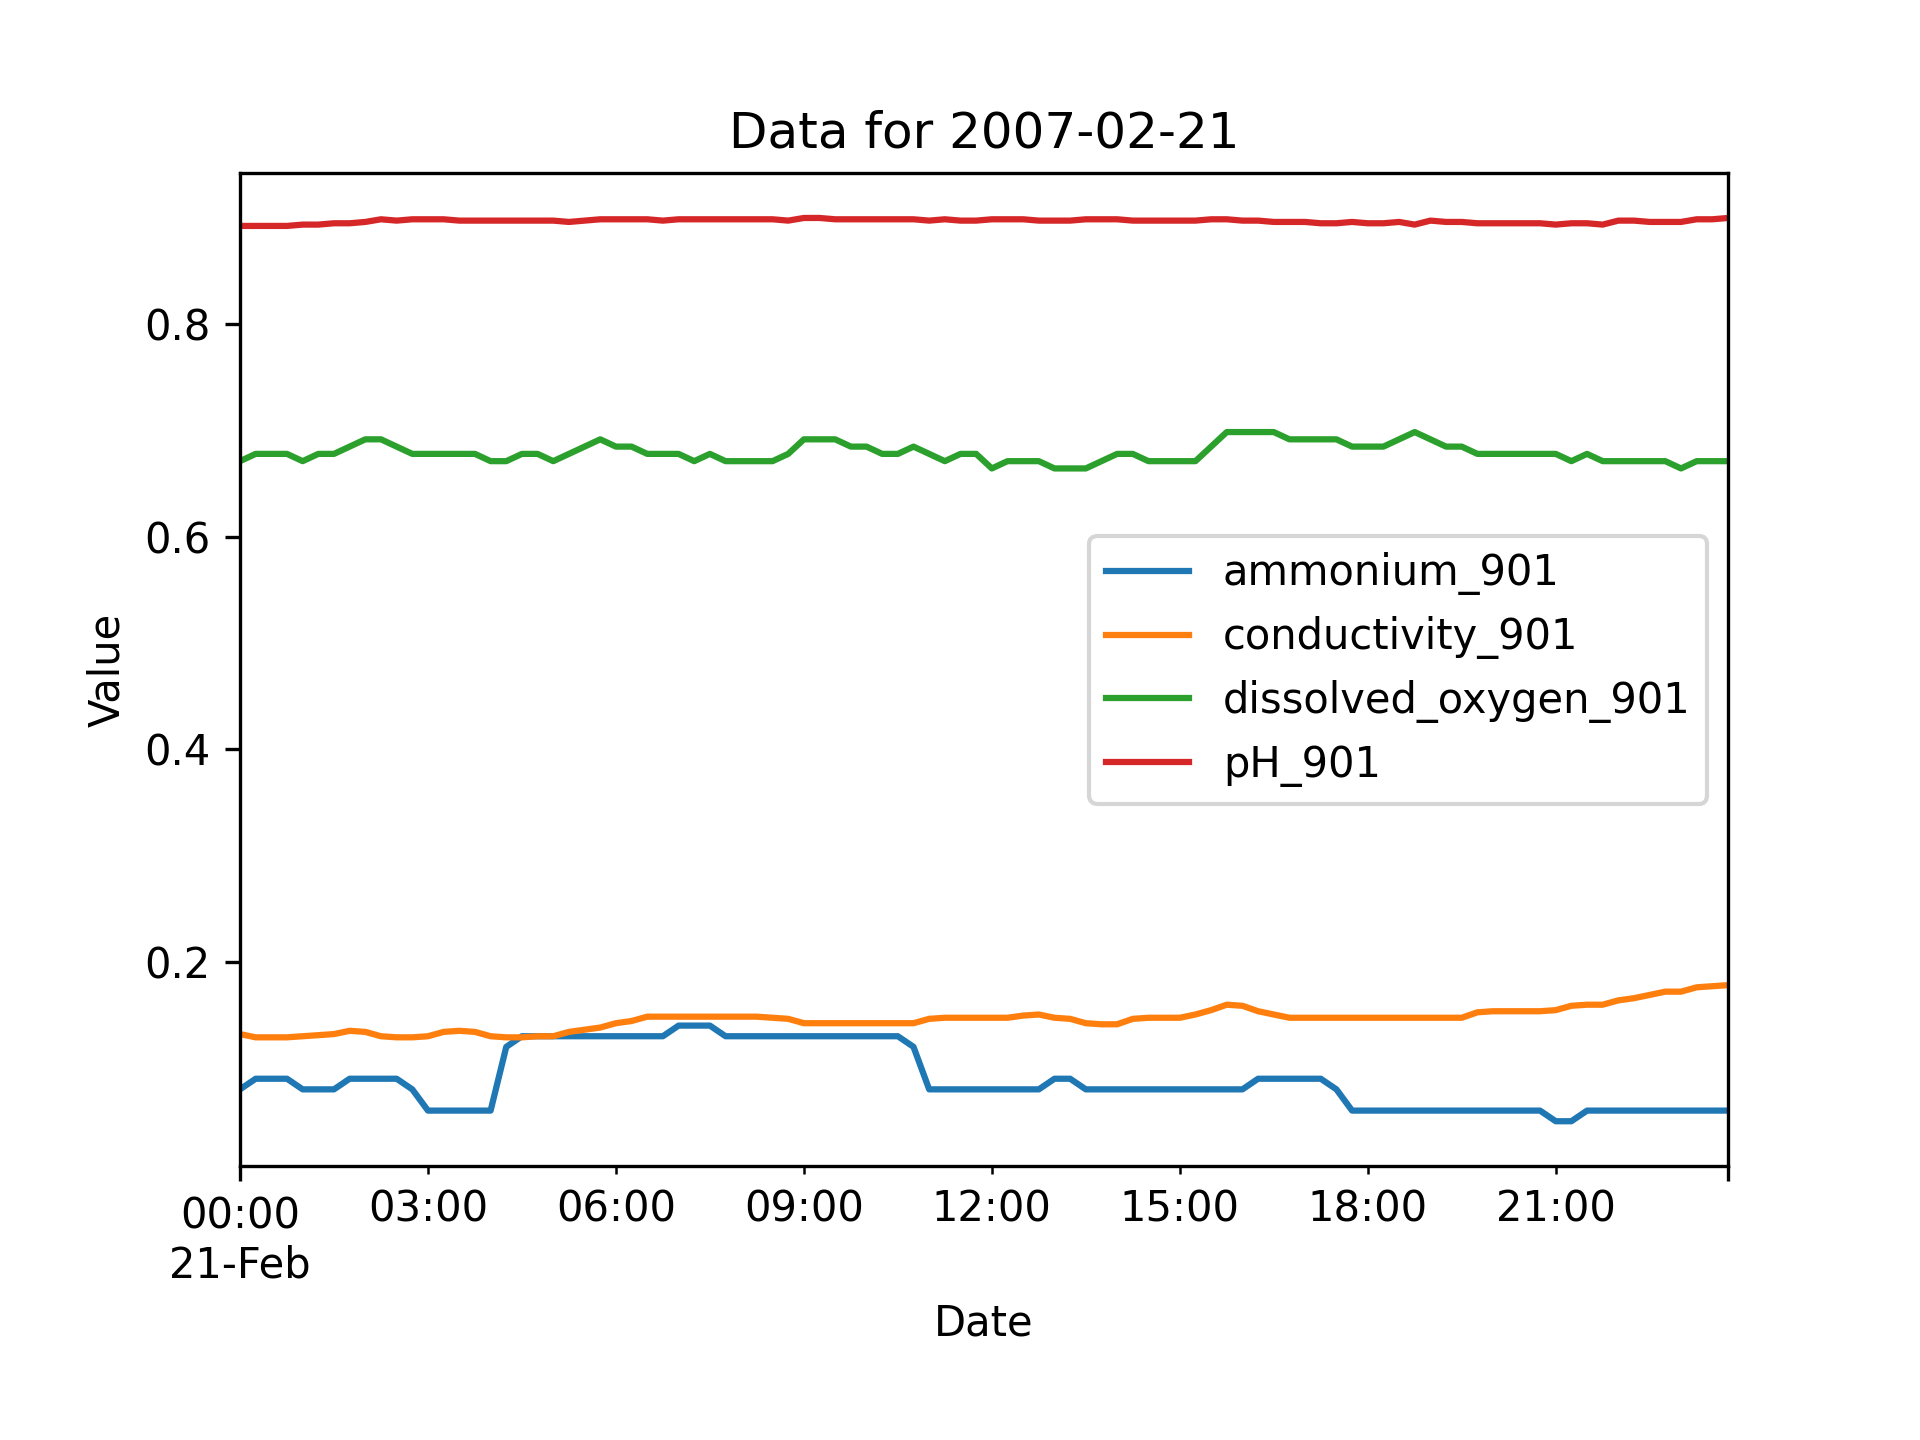 Data for 2007-02-21
0.8
0.6
0.4
0.2
Value
ammonium_901
conductivity_901
dissolved_oxygen_901
pH_901
00:00 03:00 06:00 09:00 12:00 15:00 18:00 21:00
21-Feb
Date